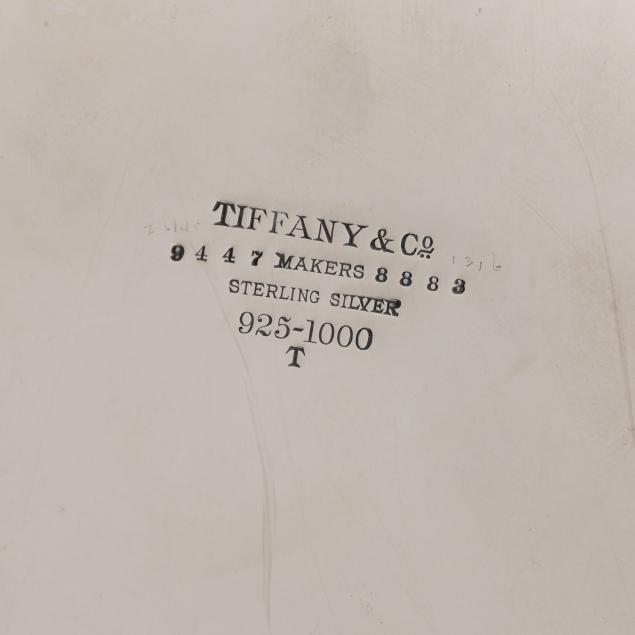 TIFFANY & Co.
9447 MAKERS 8883
STERLING SILVER
925-1000
T